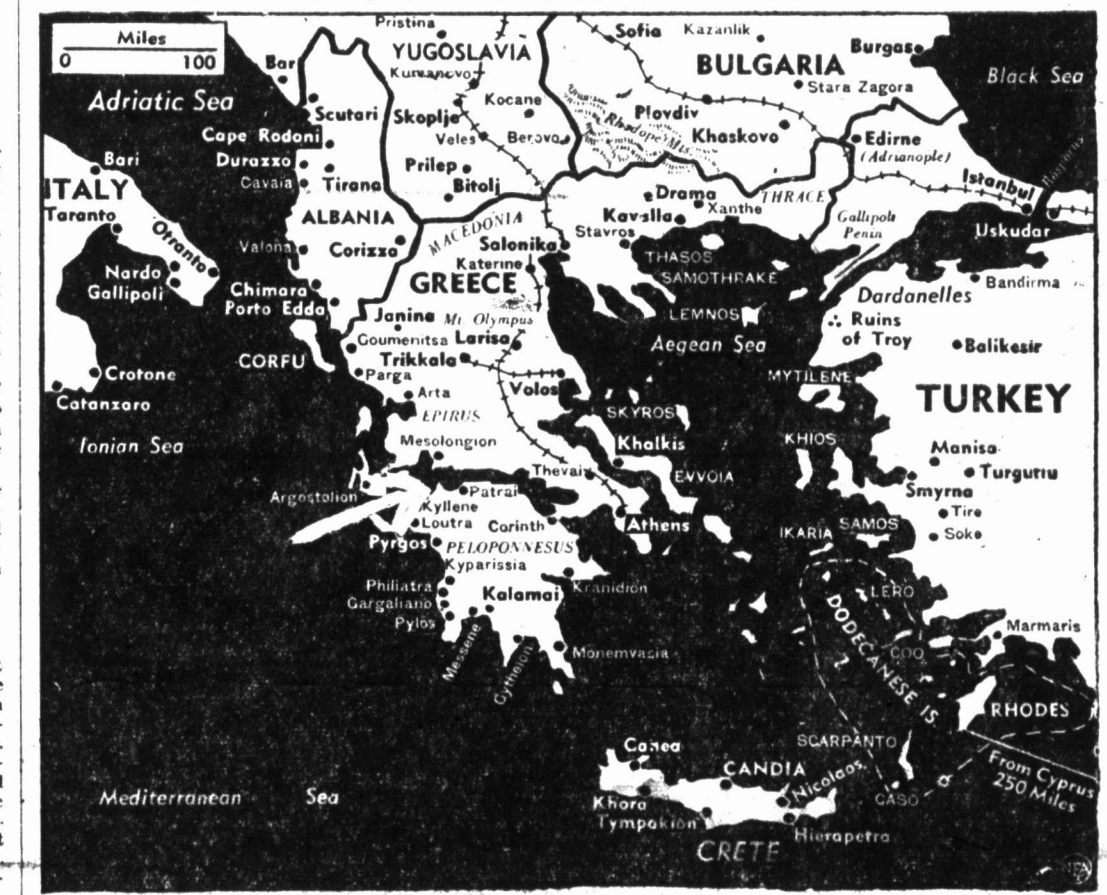 Miles
0 100
Pristina
Sofia
Kazanlik
Burgas
YUGOSLAVIA
BULGARIA
Black Sea
Bar
Stara Zagora
Adriatic Sea
Scutari
Skoplje
Kocane
Plovdiv
Cape Rodoni
Veles
Berovo
Rhodope Mts.
Khaskovo
Edirne
(Adrianople)
Bari
Durazzo
Prilep
ITALY
Cavaia
Tirana
Bitolj
Drama
THRACE
Istanbul
Taranto
ALBANIA
MACEDONIA
Kavalla
Xanthe
Gallipoli
Penin
Uskudar
Otranto
Valona
Corizza
Salonika
Stavros
Nardo
Katerine
THASOS
Gallipoli
Chimara
GREECE
SAMOTHRAKE
Bandirma
Porto Edda
Dardanelles
Janina
Mt. Olympus
LEMNOS
Ruins
of Troy
Goumenitsa
Larisa
Aegean Sea
Balikesir
CORFU
Trikkala
Crotone
Parga
Volos
MYTILENE
Catanzaro
Arta
TURKEY
EPIRUS
SKYROS
Ionian Sea
Mesolongion
Khalkis
KHIOS
Manisa
Thevai
EVVOIA
Turgutlu
Argostolion
Patrai
Smyrna
Kyllene
Tire
Loutra
Corinth
Athens
IKARIA
SAMOS
Soke
Pyrgos
PELOPONNESUS
Kyparissia
Philiatra
Kranidion
LERO
Gargaliano
Kalamai
Pylos
Messene
Gytheion
Monemvasia
DODECANESE IS.
COO
Marmaris
RHODES
SCARPANTO
From Cyprus
250 Miles
Canea
CANDIA
Nicolaos
Mediterranean Sea
CASO
Khora
Tympakion
Hierapetra
CRETE